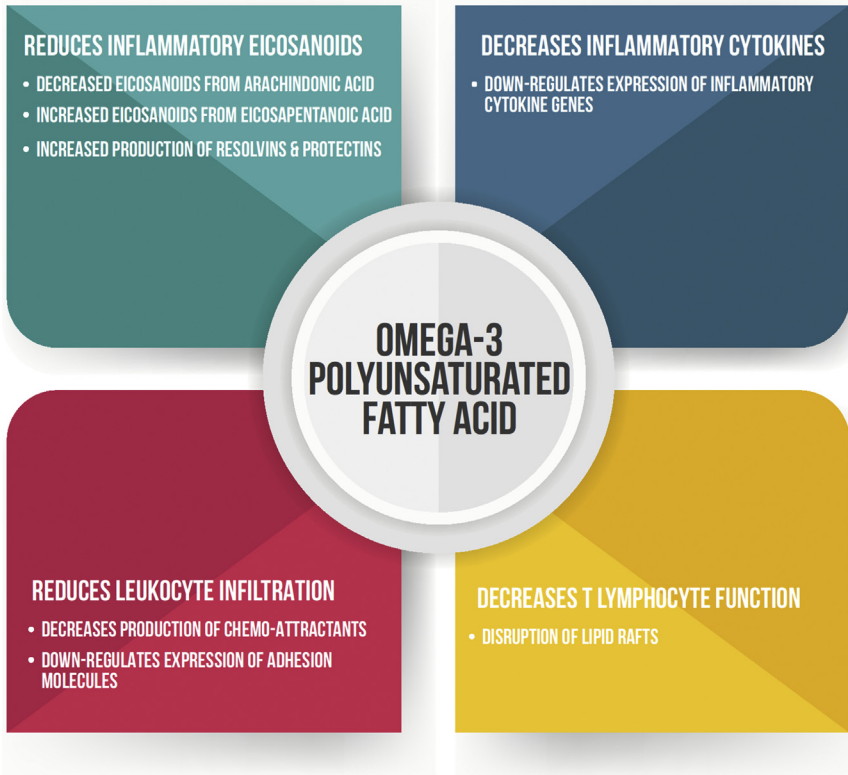 REDUCES INFLAMMATORY EICOSANOIDS
• DECREASED EICOSANOIDS FROM ARACHINDONIC ACID
• INCREASED EICOSANOIDS FROM EICOSAPENTANOIC ACID
• INCREASED PRODUCTION OF RESOLVINS & PROTECTINS
DECREASES INFLAMMATORY CYTOKINES
• DOWN-REGULATES EXPRESSION OF INFLAMMATORY
CYTOKINE GENES
OMEGA-3
POLYUNSATURATED
FATTY ACID
REDUCES LEUKOCYTE INFILTRATION
• DECREASES PRODUCTION OF CHEMO-ATTRACTANTS
• DOWN-REGULATES EXPRESSION OF ADHESION
MOLECULES
DECREASES T LYMPHOCYTE FUNCTION
• DISRUPTION OF LIPID RAFTS